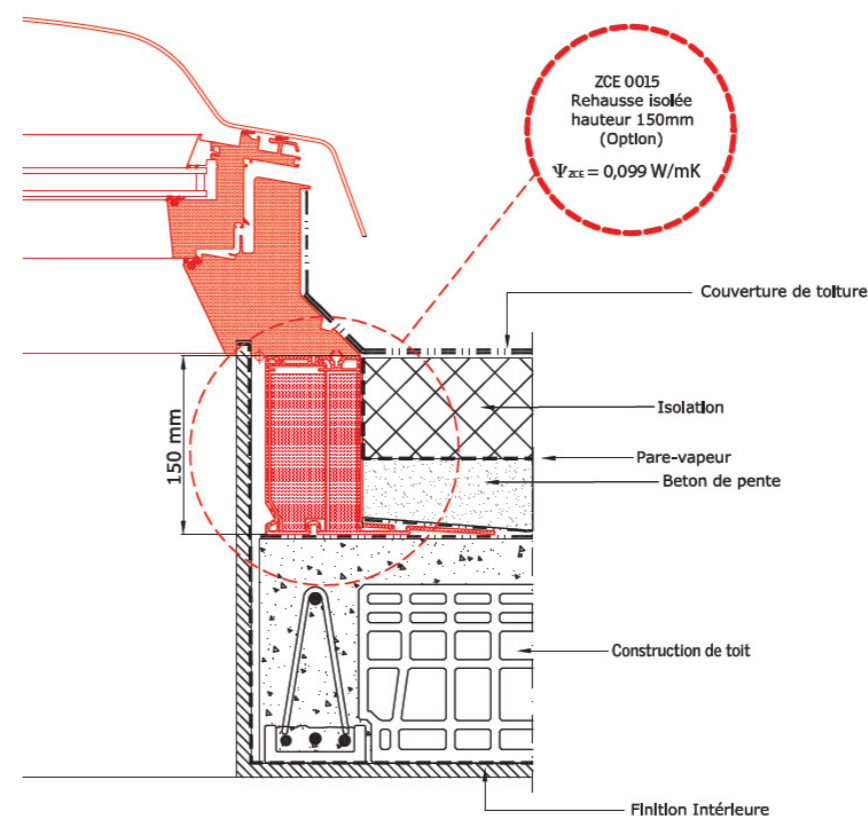 ZCE 0015
Rehausse isolée
hauteur 150mm
(Option)
Ψ ZCE = 0,099 W/mK
Couverture de toiture
Isolation
Pare-vapeur
Beton de pente
150 mm
Construction de toit
Finition Intérieure